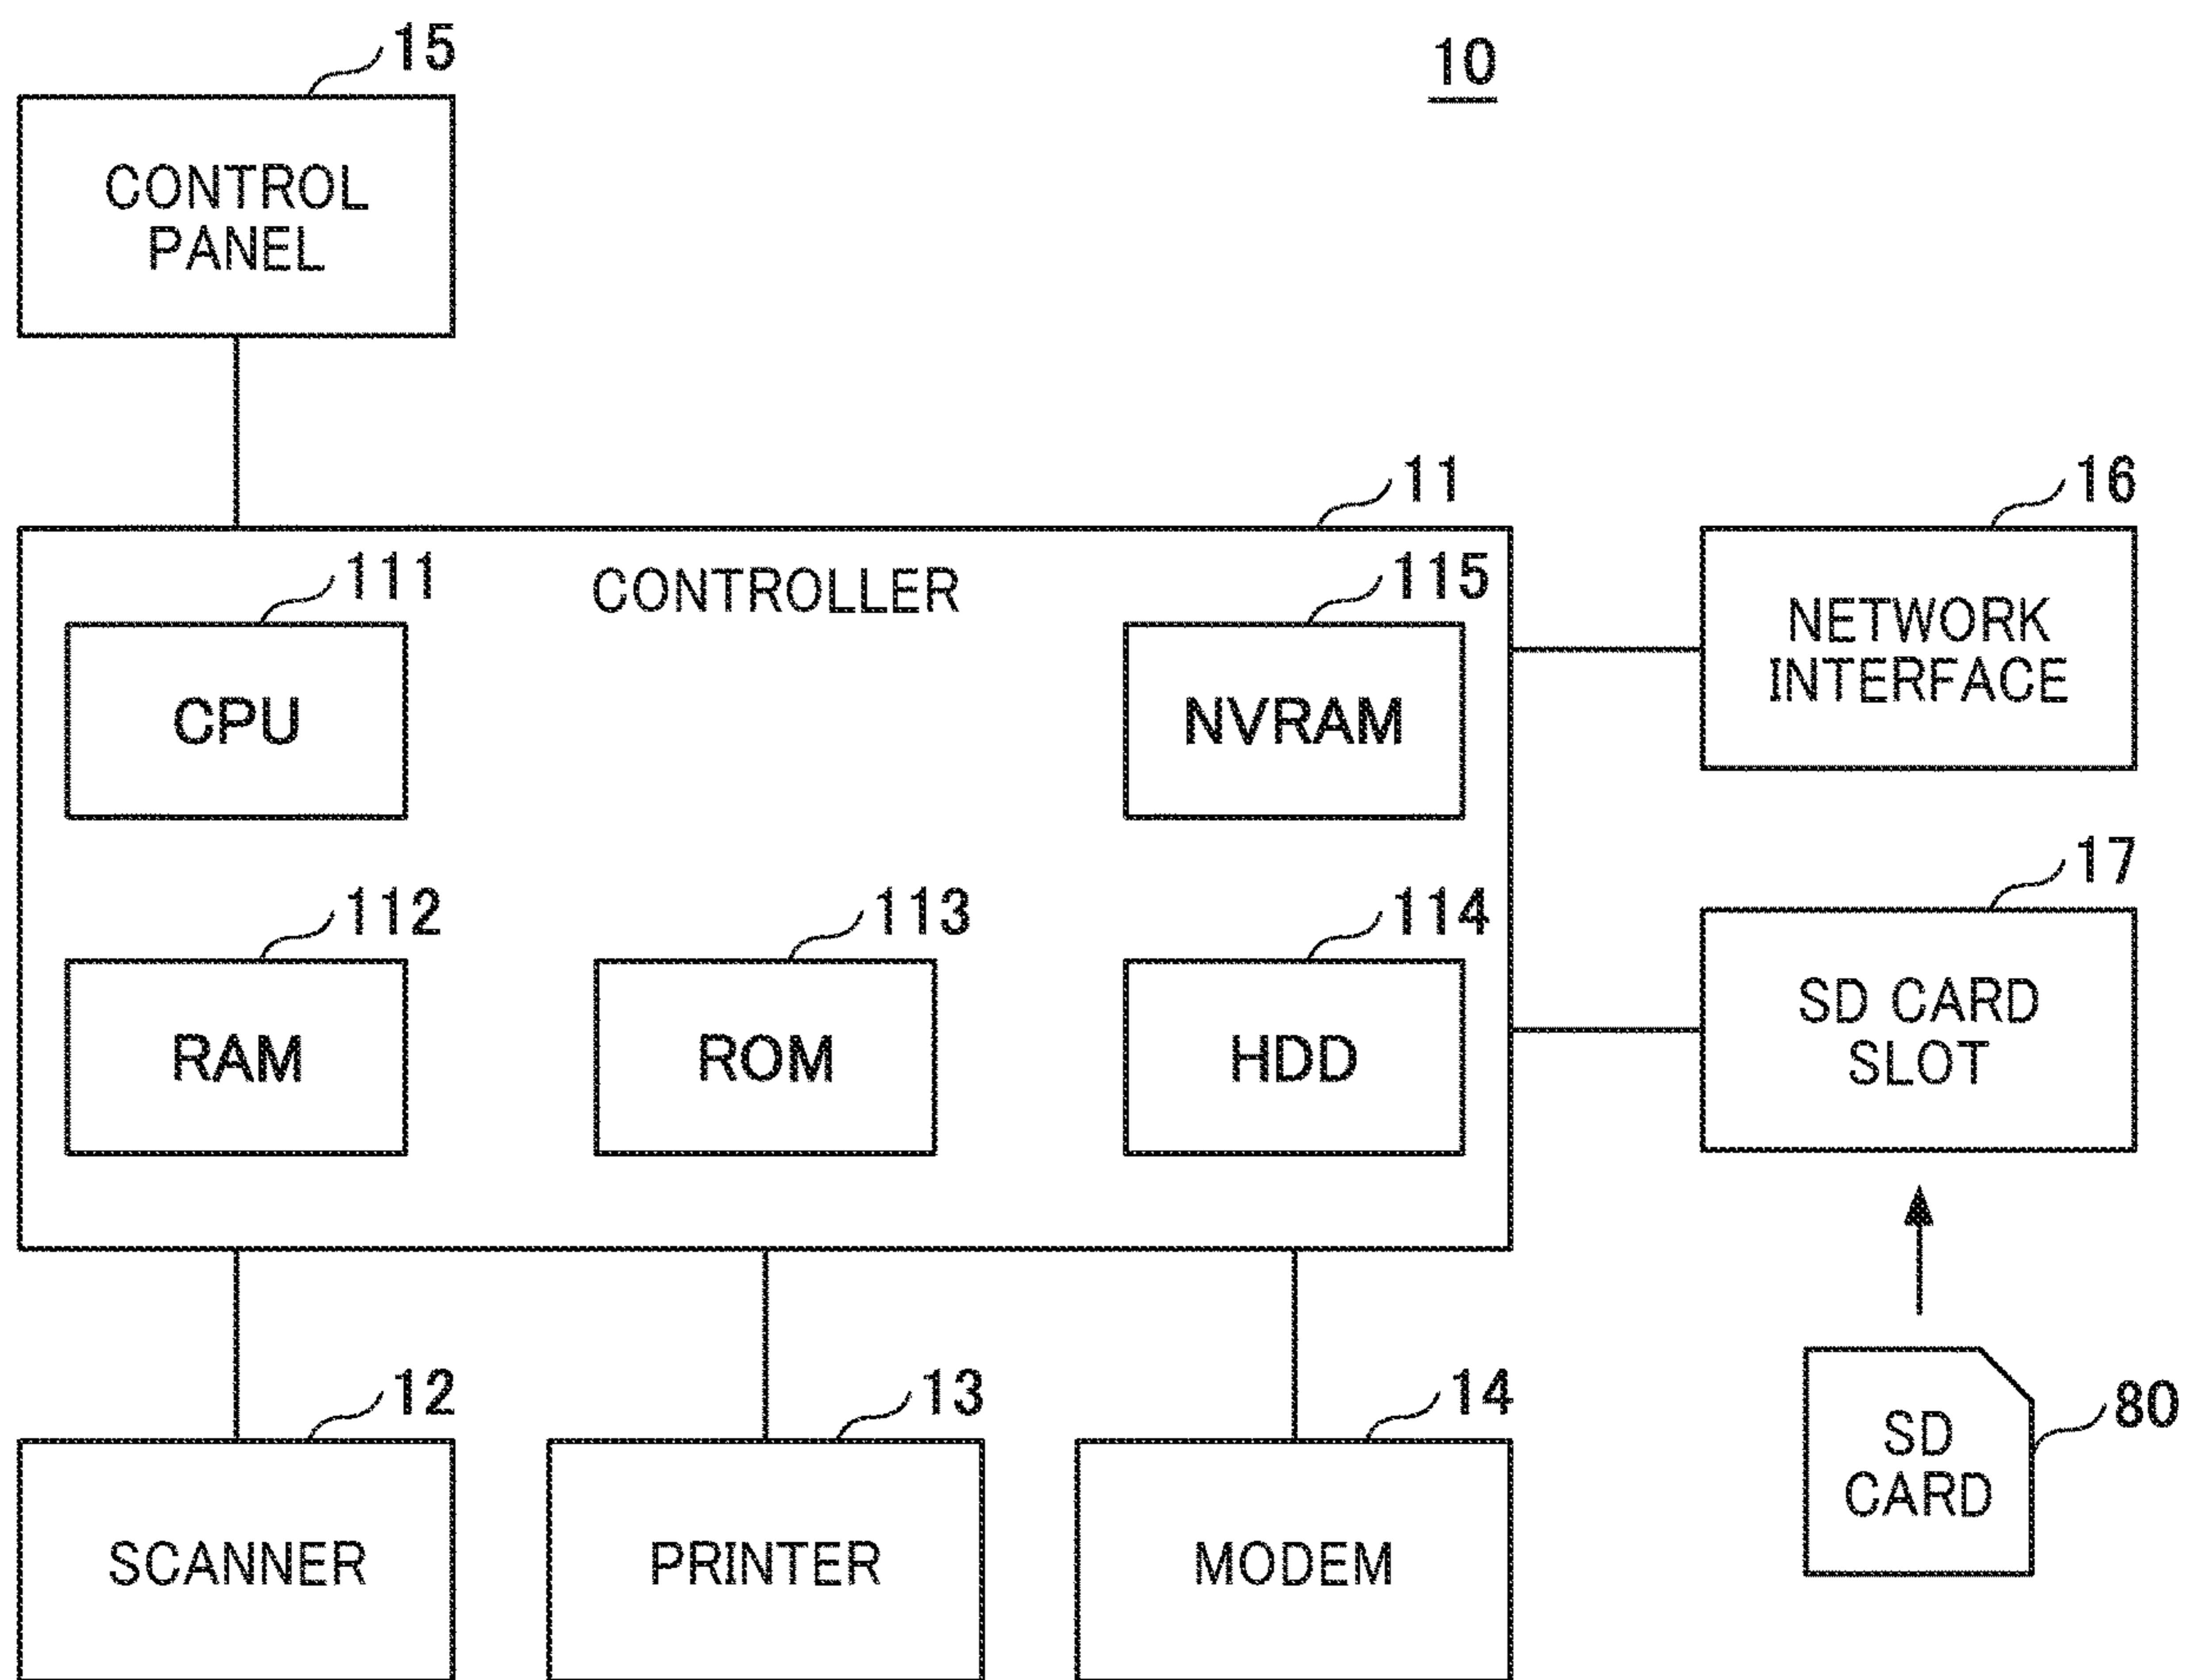 15
10
CONTROL
PANEL
11
16
CONTROLLER
111
115
NETWORK
INTERFACE
CPU
NVRAM
17
112
113
114
SD CARD
SLOT
RAM
ROM
HDD
12
13
14
80
SD
CARD
SCANNER
PRINTER
MODEM